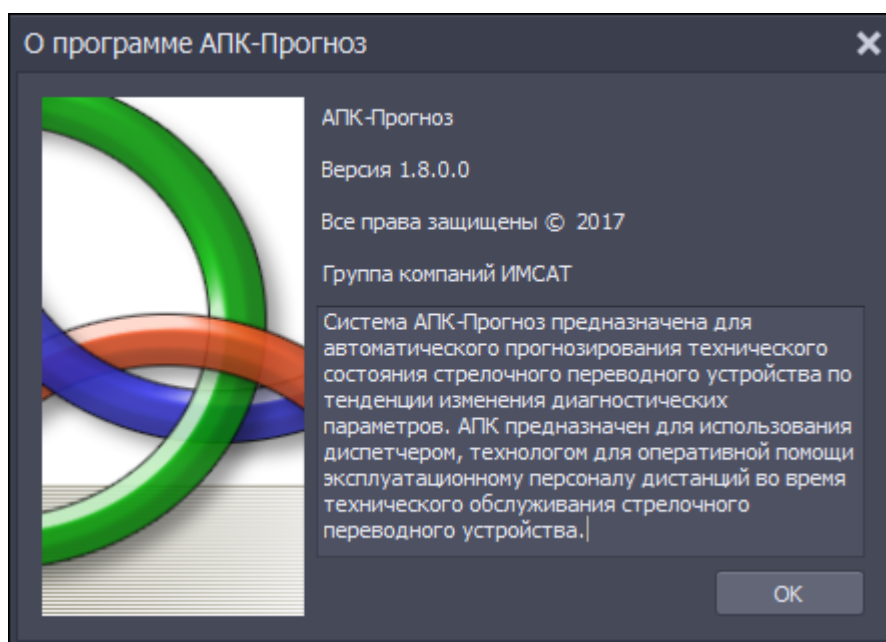 О программе АПК-Прогноз
АПК-Прогноз
Версия 1.8.0.0
Все права защищены © 2017
Группа компаний ИМСАТ
Система АПК-Прогноз предназначена для
автоматического прогнозирования технического
состояния стрелочного переводного устройства по
тенденции изменения диагностических
параметров. АПК предназначен для использования
диспетчером, технологом для оперативной помощи
эксплуатационному персоналу дистанций во время
технического обслуживания стрелочного
переводного устройства.
ОК